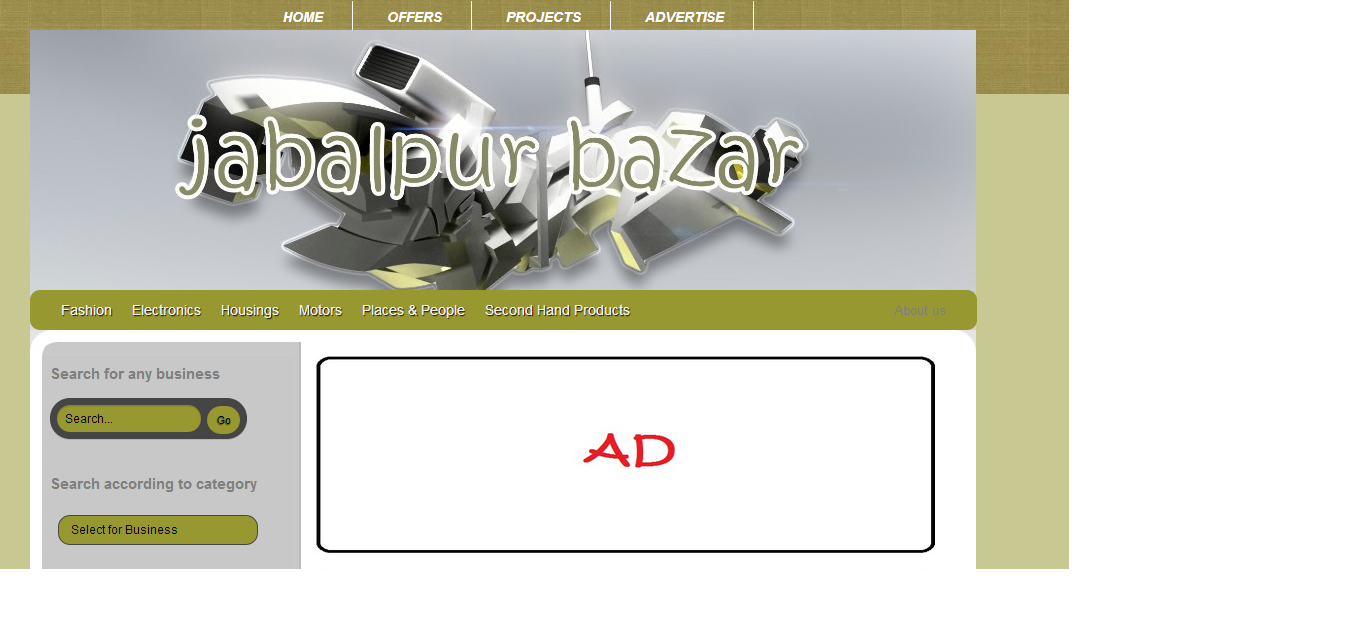 HOME OFFERS PROJECTS ADVERTISE
jabalpur bazar
Fashion Electronics Housings Motors Places & People Second Hand Products About us
Search for any business
Search... Go
Search according to category
Select for Business
AD